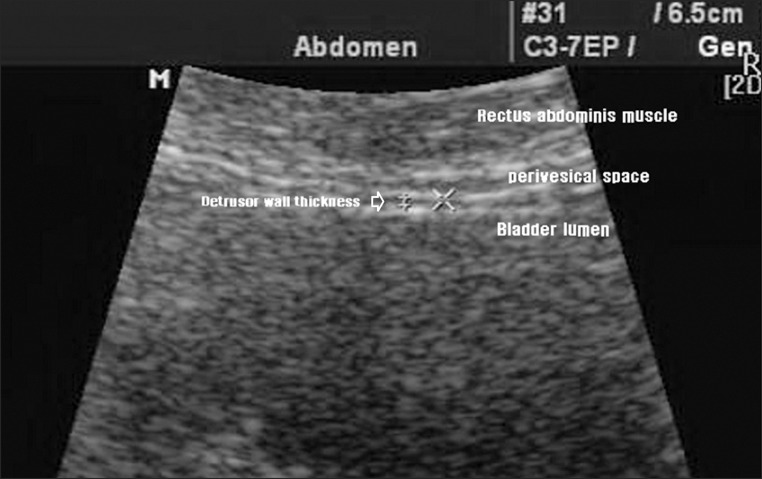 #31 / 6.5cm
Abdomen C3-7EP / Gen
M R
[2D
Rectus abdominis muscle
perivesical space
Detrusor wall thickness
Bladder lumen